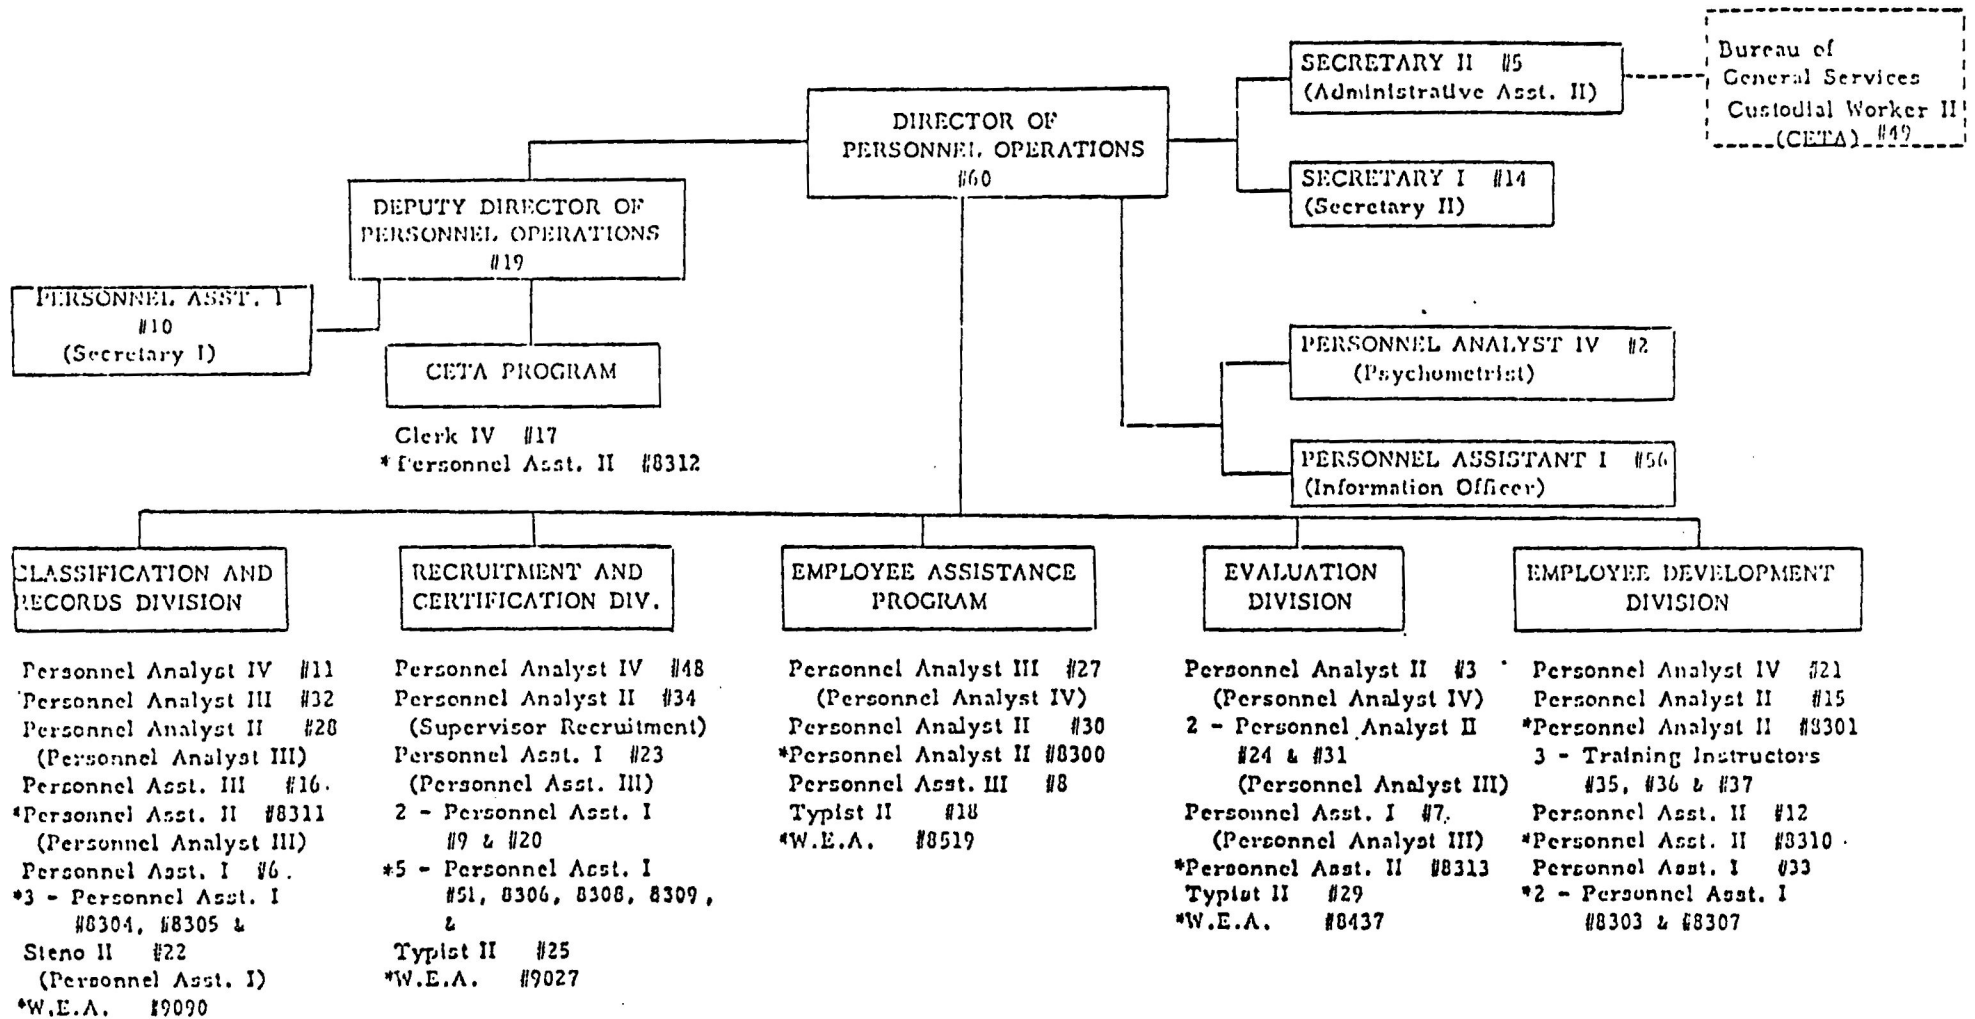 SECRETARY II #5
(Administrative Asst. II)
Bureau of
General Services
Custodial Worker II
(CETA) #49
DIRECTOR OF
PERSONNEL OPERATIONS
#60
SECRETARY I #14
(Secretary II)
DEPUTY DIRECTOR OF
PERSONNEL OPERATIONS
#19
PERSONNEL ASST. I
#10
(Secretary I)
CETA PROGRAM
Clerk IV #17
*Personnel Asst. II #8312
PERSONNEL ANALYST IV #2
(Psychometrist)
PERSONNEL ASSISTANT I #56
(Information Officer)
CLASSIFICATION AND
RECORDS DIVISION
Personnel Analyst IV #11
Personnel Analyst III #32
Personnel Analyst II #28
(Personnel Analyst III)
Personnel Asst. III #16
*Personnel Asst. II #8311
(Personnel Analyst III)
Personnel Asst. I #6
*3 - Personnel Asst. I
#8304, #8305 &
Steno II #22
(Personnel Asst. I)
*W.E.A. #9090
RECRUITMENT AND
CERTIFICATION DIV.
Personnel Analyst IV #48
Personnel Analyst II #34
(Supervisor Recruitment)
Personnel Asst. I #23
(Personnel Asst. III)
2 - Personnel Asst. I
#9 & #20
*5 - Personnel Asst. I
#51, 8306, 8308, 8309,
&
Typist II #25
*W.E.A. #9027
EMPLOYEE ASSISTANCE
PROGRAM
Personnel Analyst III #27
(Personnel Analyst IV)
Personnel Analyst II #30
*Personnel Analyst II #8300
Personnel Asst. III #8
Typist II #18
*W.E.A. #8519
EVALUATION
DIVISION
Personnel Analyst II #3
(Personnel Analyst IV)
2 - Personnel Analyst II
#24 & #31
(Personnel Analyst III)
Personnel Asst. I #7
(Personnel Analyst III)
*Personnel Asst. II #8313
Typist II #29
*W.E.A. #8437
EMPLOYEE DEVELOPMENT
DIVISION
Personnel Analyst IV #21
Personnel Analyst II #15
*Personnel Analyst II #8301
3 - Training Instructors
#35, #36 & #37
Personnel Asst. II #12
*Personnel Asst. II #8310
Personnel Asst. I #33
*2 - Personnel Asst. I
#8303 & #8307